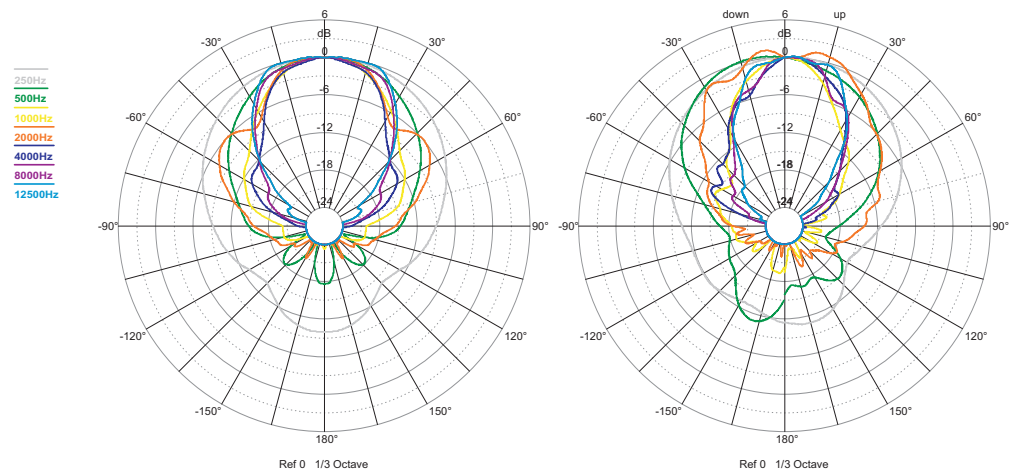 250Hz
500Hz
1000Hz
2000Hz
4000Hz
8000Hz
12500Hz
6
dB
0
-6
-12
-18
-24
-30°
30°
-60°
60°
-90°
90°
-120°
120°
-150°
150°
180°
Ref 0 1/3 Octave
down
6
up
dB
0
-6
-12
-18
-24
-30°
30°
-60°
60°
-90°
90°
-120°
120°
-150°
150°
180°
Ref 0 1/3 Octave